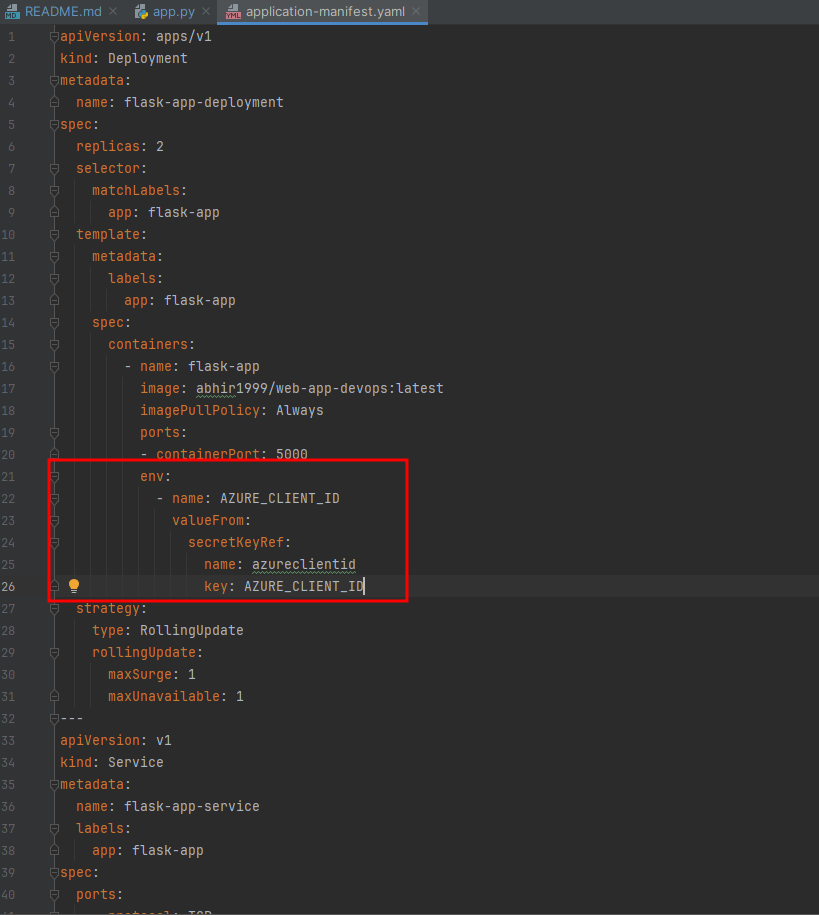 README.md app.py application-manifest.yaml
1 apiVersion: apps/v1
2 kind: Deployment
3 metadata:
4 name: flask-app-deployment
5 spec:
6 replicas: 2
7 selector:
8 matchLabels:
9 app: flask-app
10 template:
11 metadata:
12 labels:
13 app: flask-app
14 spec:
15 containers:
16 - name: flask-app
17 image: abhir1999/web-app-devops:latest
18 imagePullPolicy: Always
19 ports:
20 - containerPort: 5000
21 env:
22 - name: AZURE_CLIENT_ID
23 valueFrom:
24 secretKeyRef:
25 name: azureclientid
26 key: AZURE_CLIENT_ID
27 strategy:
28 type: RollingUpdate
29 rollingUpdate:
30 maxSurge: 1
31 maxUnavailable: 1
32 ---
33 apiVersion: v1
34 kind: Service
35 metadata:
36 name: flask-app-service
37 labels:
38 app: flask-app
39 spec:
40 ports: